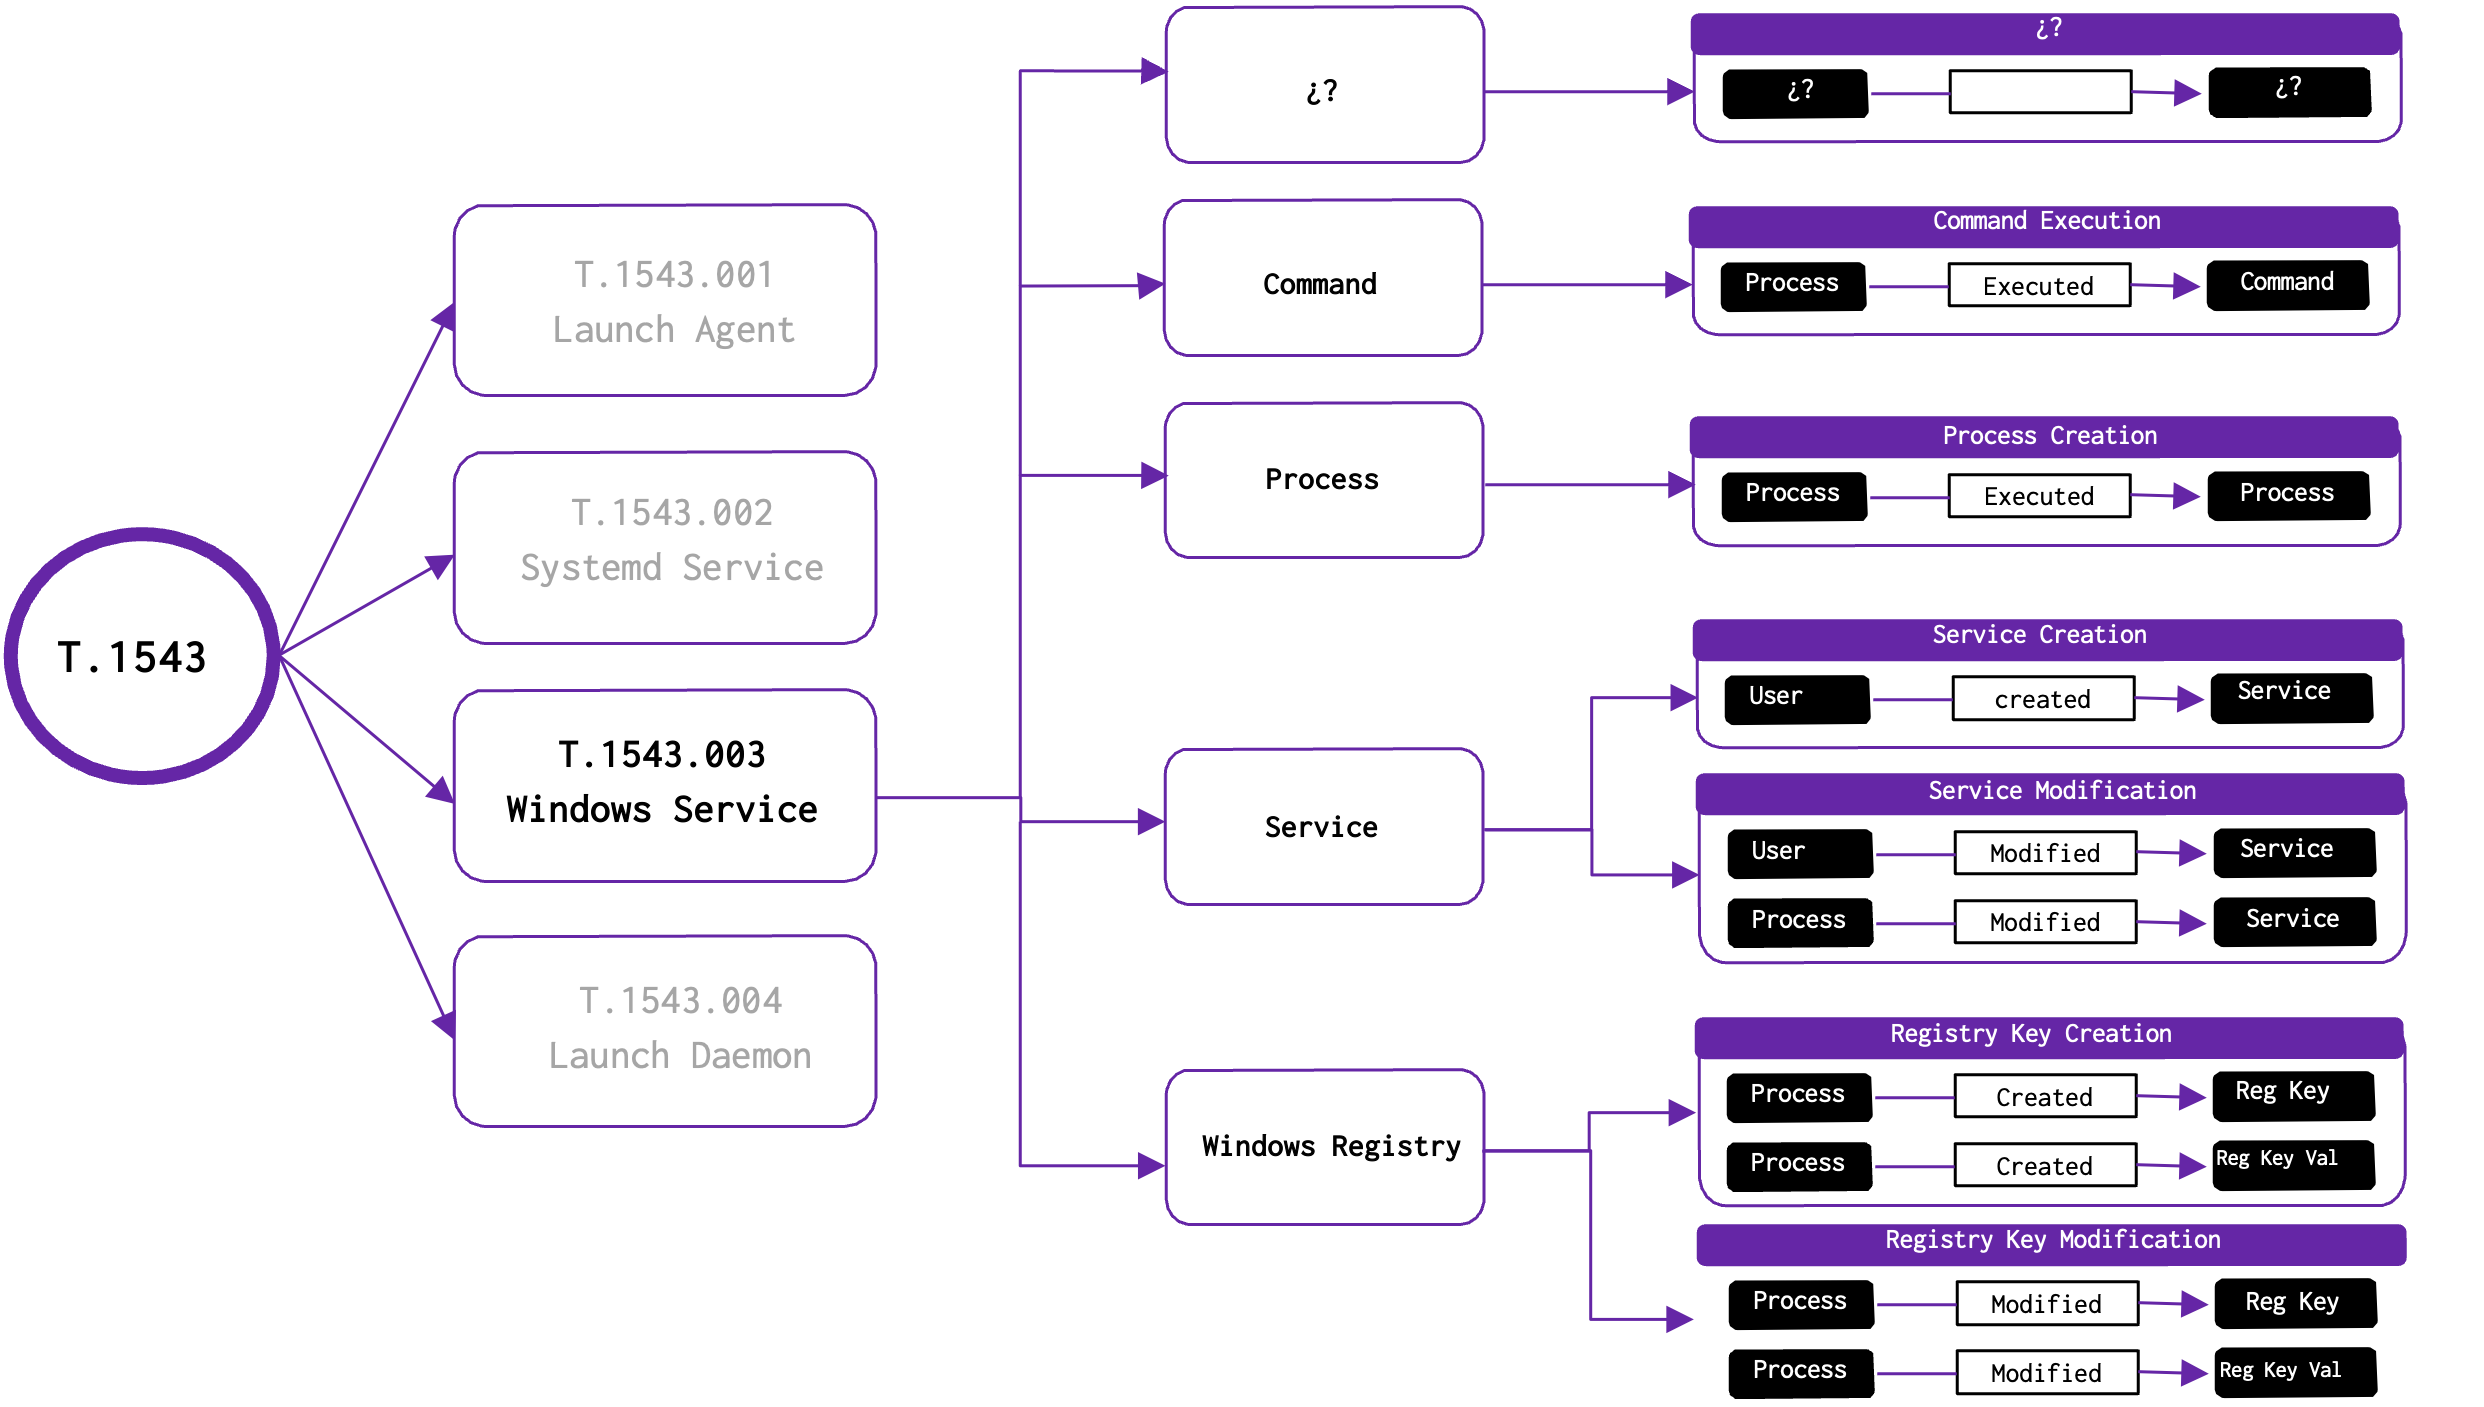 T.1543
T.1543.001
Launch Agent
T.1543.002
Systemd Service
T.1543.003
Windows Service
T.1543.004
Launch Daemon
¿?
Command
Process
Service
Windows Registry
¿?
¿? ¿?
Command Execution
Process Executed Command
Process Creation
Process Executed Process
Service Creation
User created Service
Service Modification
User Modified Service
Process Modified Service
Registry Key Creation
Process Created Reg Key
Process Created Reg Key Val
Registry Key Modification
Process Modified Reg Key
Process Modified Reg Key Val